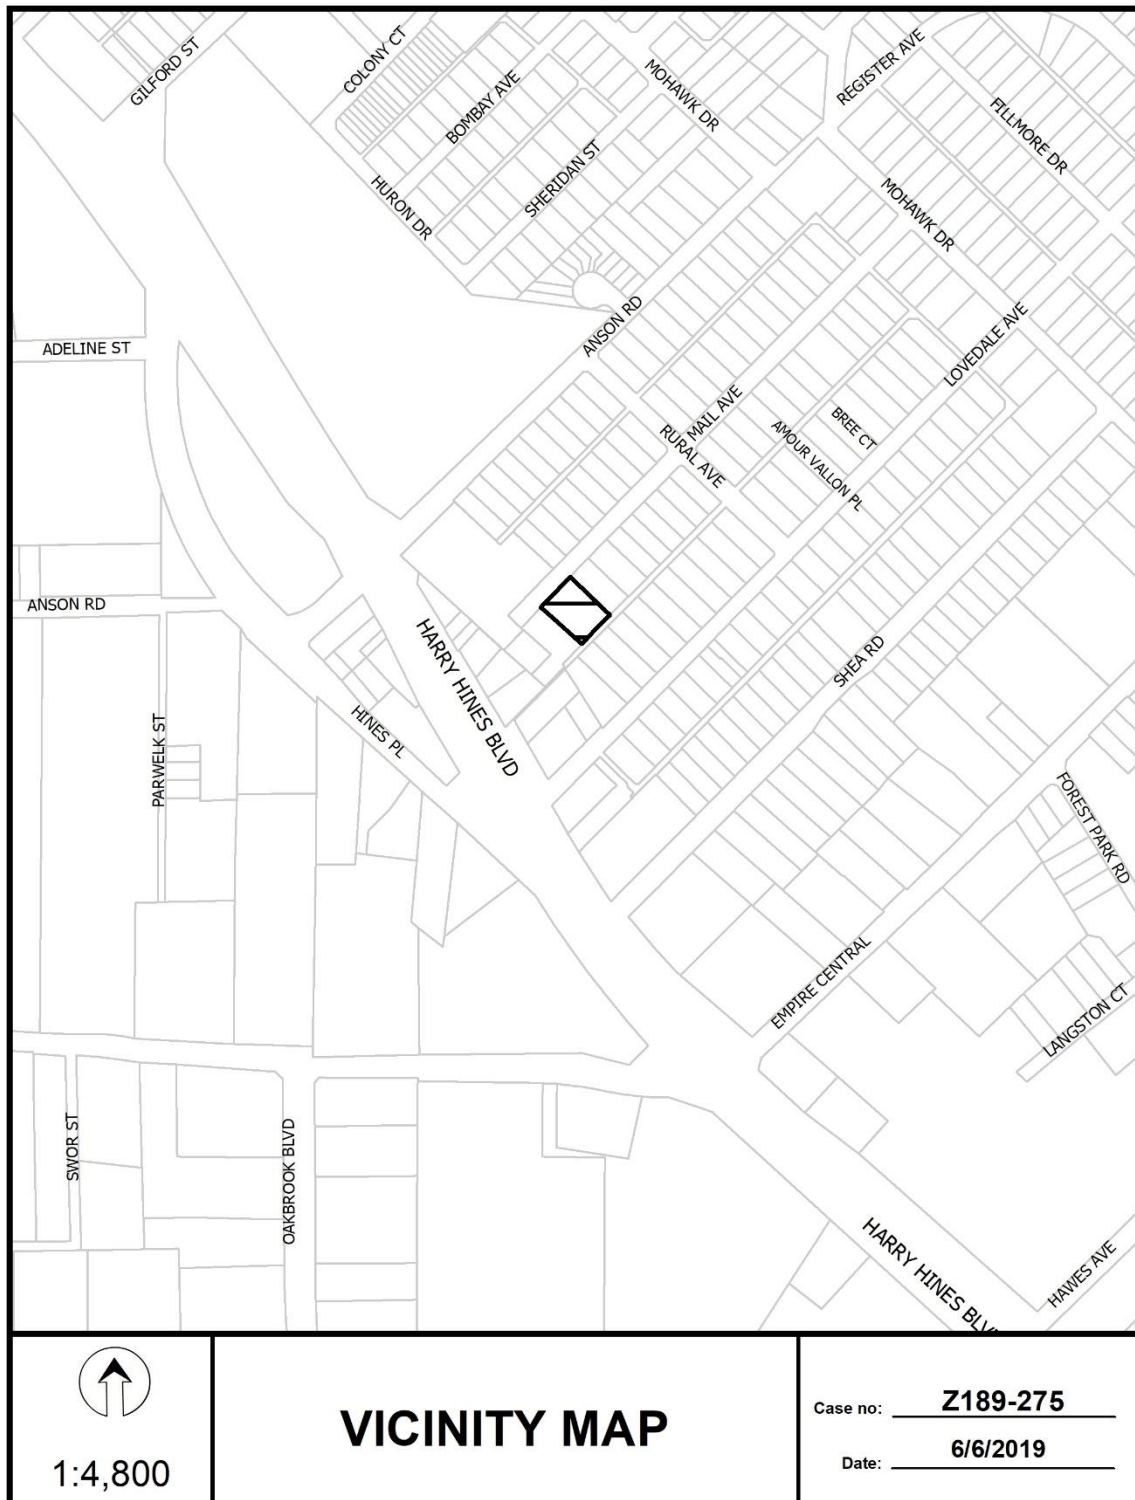 GILFORD ST
COLONY CT
BOMBAY AVE
MOHAWK DR
REGISTER AVE
FILLMORE DR
SHERIDAN ST
HURON DR
MOHAWK DR
ANSON RD
LOVEDALE AVE
ADELINE ST
MAIL AVE
BREE CT
RURAL AVE
AMOUR VALLON PL
ANSON RD
HARRY HINES BLVD
SHEA RD
HINES PL
PARWELK ST
FOREST PARK RD
EMPIRE CENTRAL
LANGSTON CT
SWOR ST
OAKBROOK BLVD
HARRY HINES BLV
HAWES AVE
1:4,800
VICINITY MAP
Case no: Z189-275
Date: 6/6/2019